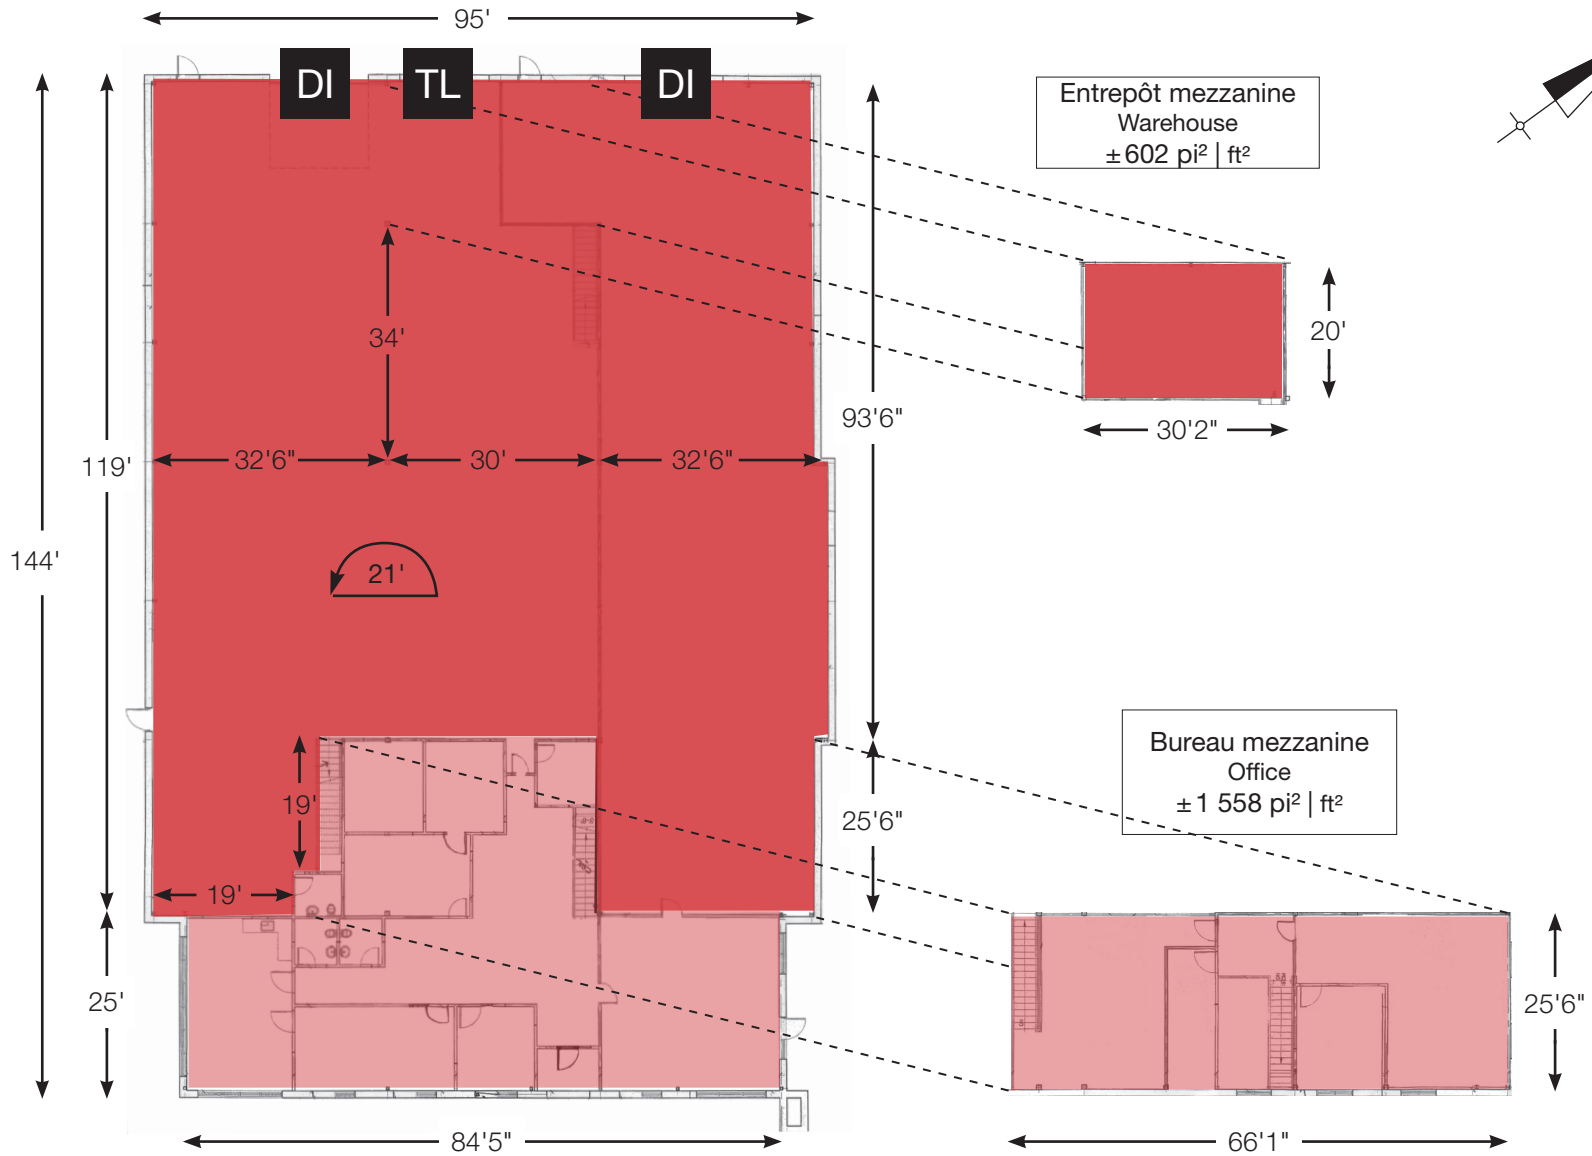 95'
DI
TL
DI
Entrepôt mezzanine
Warehouse
±602 pi² | ft²
34'
20'
93'6"
30'2"
119'
32'6"
30'
32'6"
144'
21'
Bureau mezzanine
Office
±1 558 pi² | ft²
19'
25'6"
19'
25'
25'6"
84'5"
66'1"